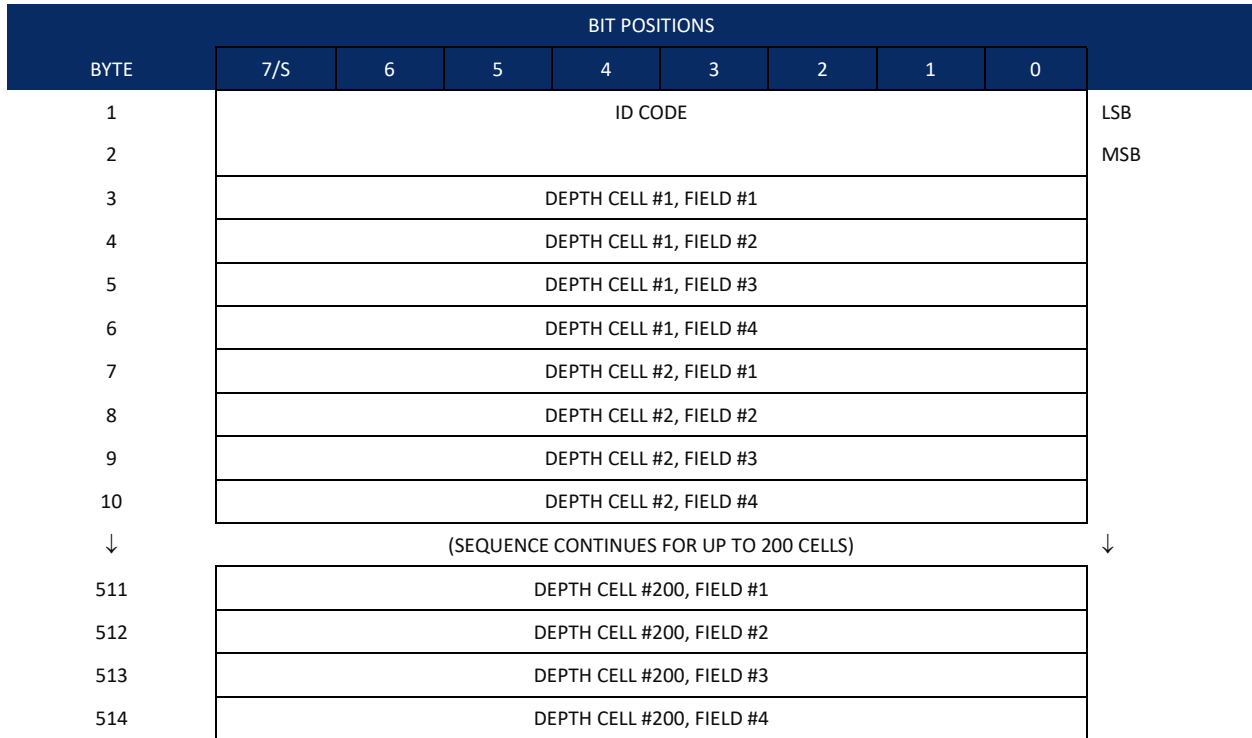 BIT POSITIONS
BYTE 7/S 6 5 4 3 2 1 0
1 ID CODE LSB
2 MSB
3 DEPTH CELL #1, FIELD #1
4 DEPTH CELL #1, FIELD #2
5 DEPTH CELL #1, FIELD #3
6 DEPTH CELL #1, FIELD #4
7 DEPTH CELL #2, FIELD #1
8 DEPTH CELL #2, FIELD #2
9 DEPTH CELL #2, FIELD #3
10 DEPTH CELL #2, FIELD #4
↓ (SEQUENCE CONTINUES FOR UP TO 200 CELLS) ↓
511 DEPTH CELL #200, FIELD #1
512 DEPTH CELL #200, FIELD #2
513 DEPTH CELL #200, FIELD #3
514 DEPTH CELL #200, FIELD #4